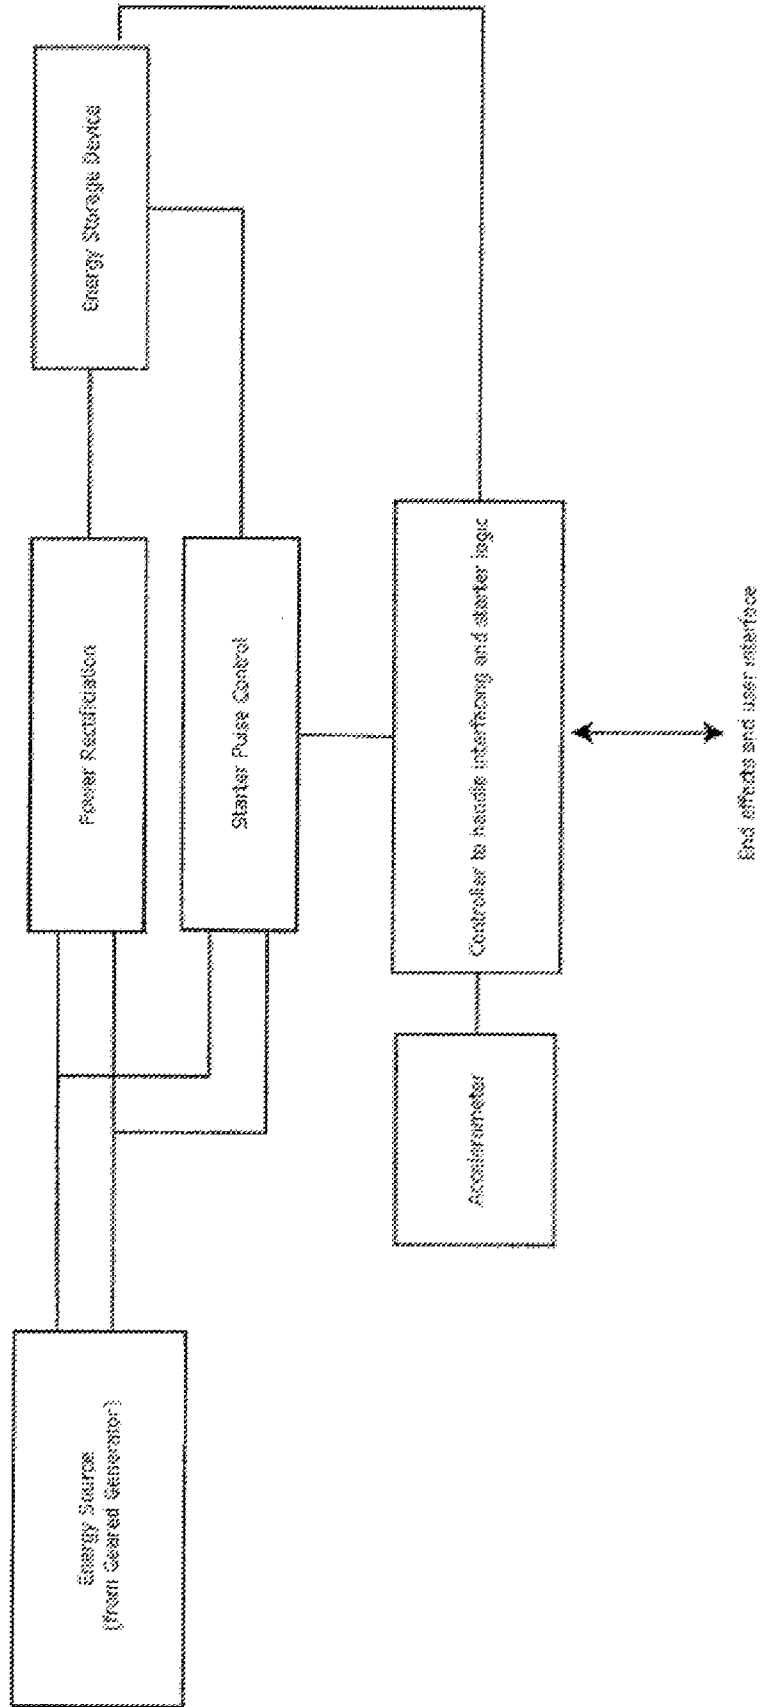 Energy Source
(from Geared Generator)
Power Rectificiation
Energy Storage Device
Starter Pulse Control
Accelerometer
Controller to handle interfacing and starter logic
End effects and user interface